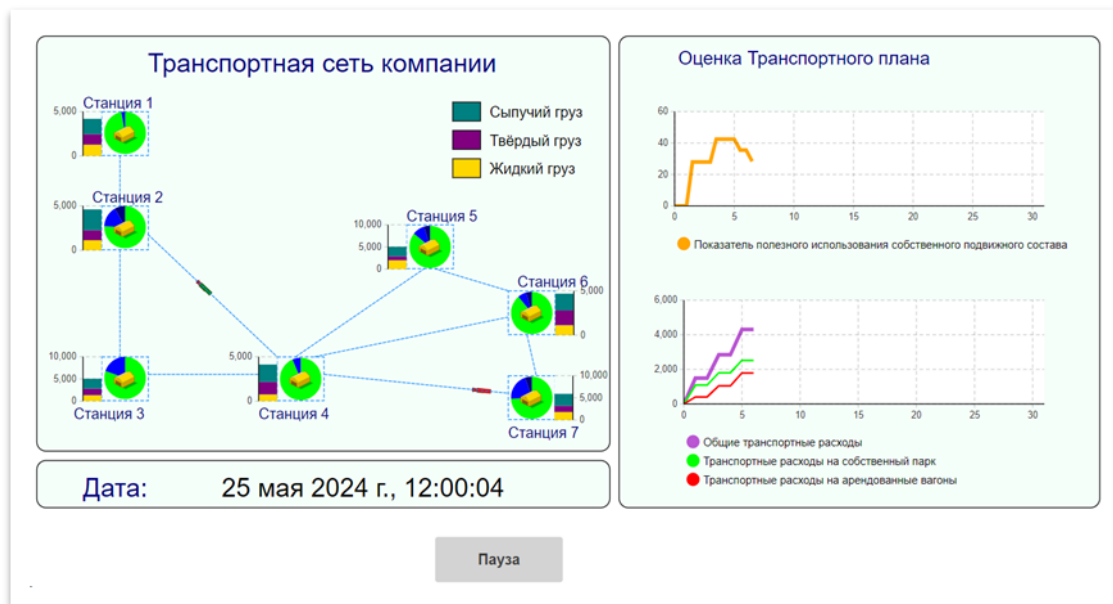 Транспортная сеть компании
Станция 1
5,000
0
Сыпучий груз
Твёрдый груз
Жидкий груз
Станция 2
5,000
0
Станция 5
10,000
5,000
0
Станция 6
5,000
0
Станция 3
10,000
5,000
0
Станция 4
5,000
0
Станция 7
10,000
5,000
0
Дата: 25 мая 2024 г., 12:00:04
Оценка Транспортного плана
60
40
20
0
0 5 10 15 20 25 30
Показатель полезного использования собственного подвижного состава
6,000
4,000
2,000
0
0 5 10 15 20 25 30
Общие транспортные расходы
Транспортные расходы на собственный парк
Транспортные расходы на арендованные вагоны
Пауза